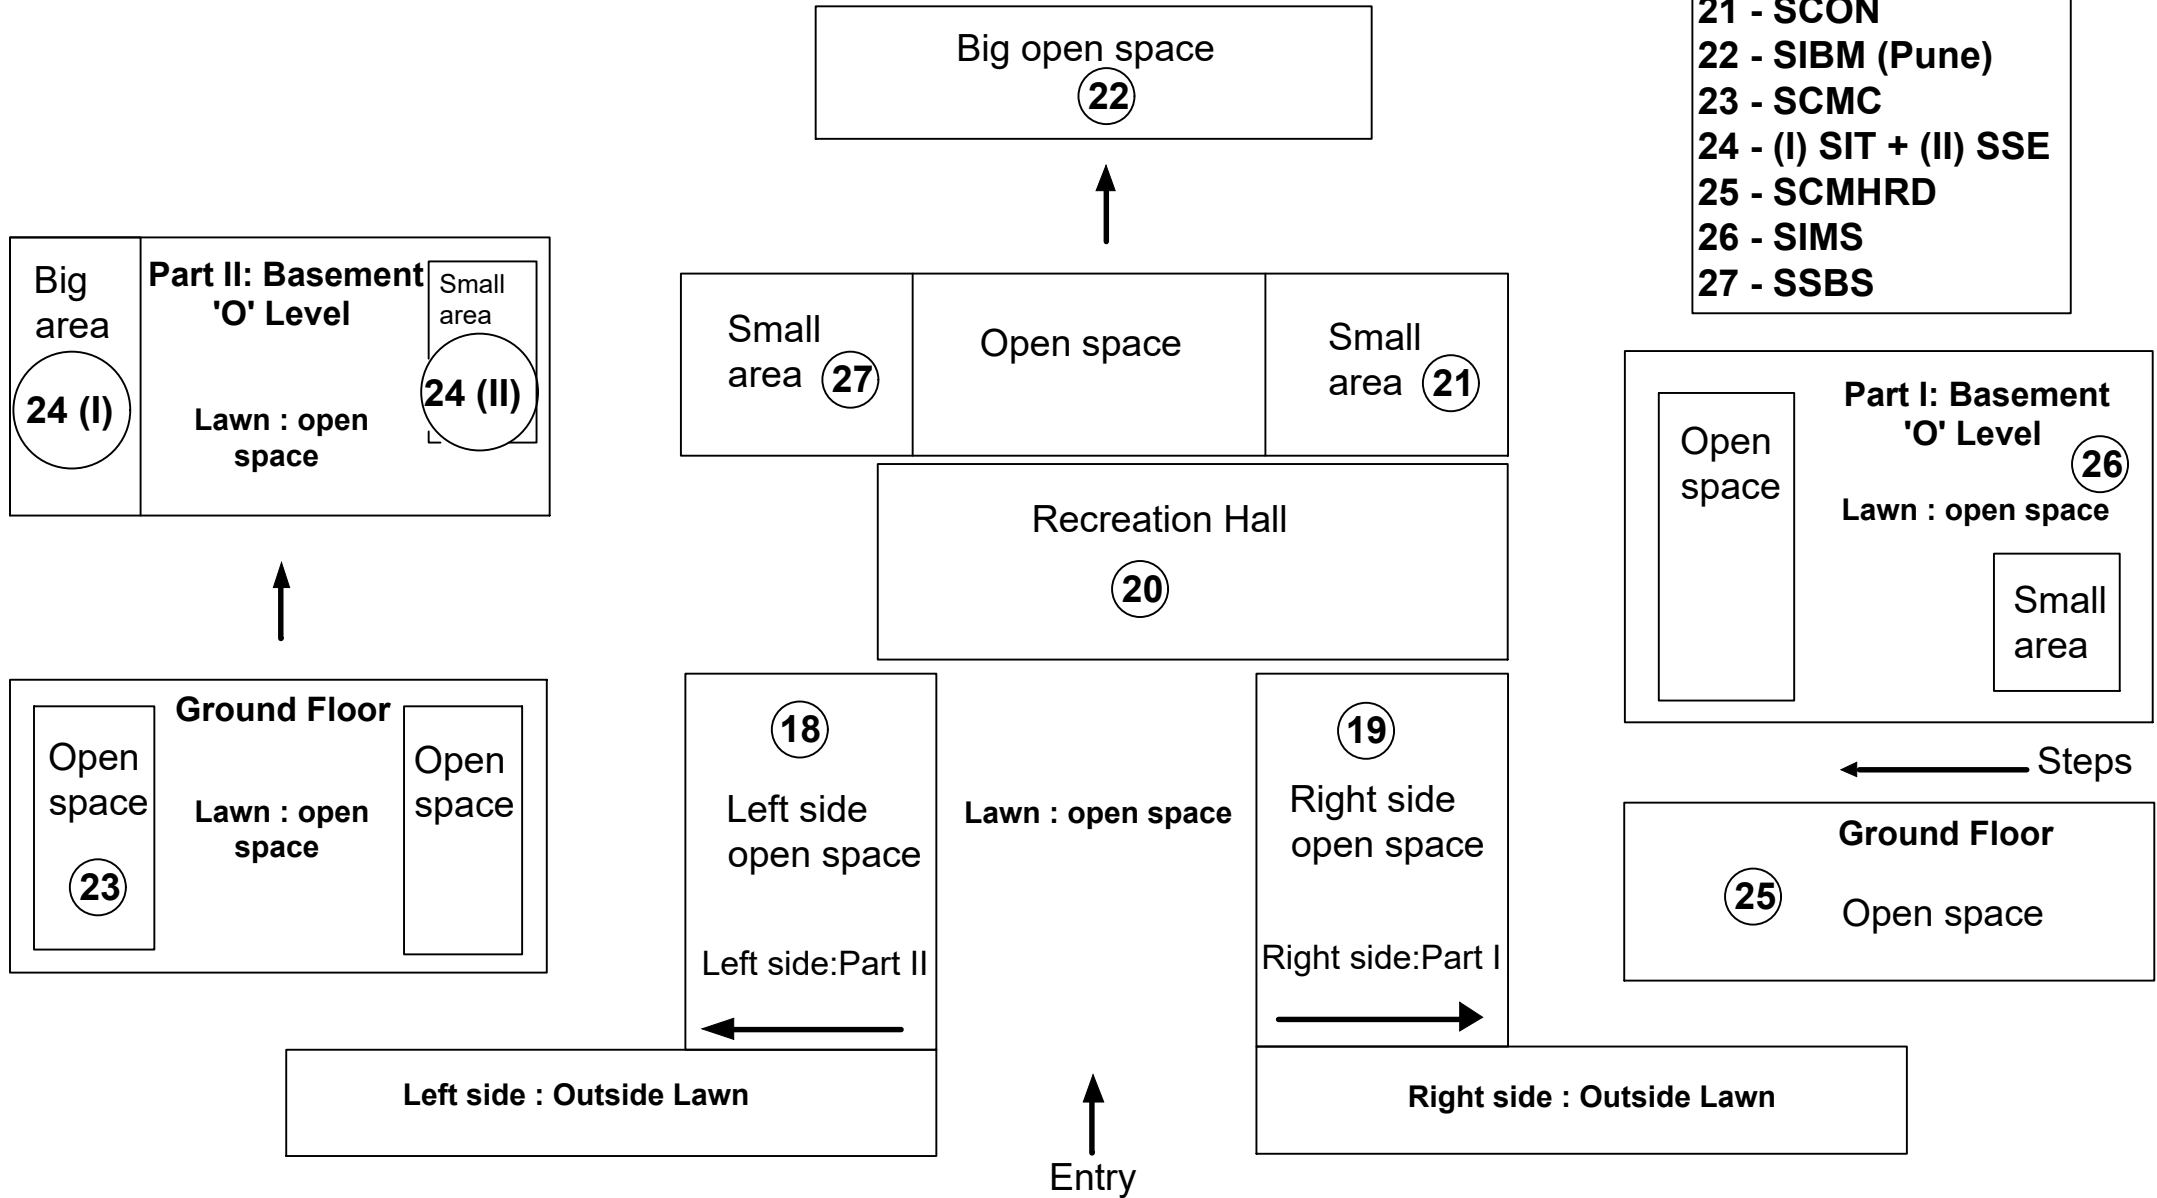 Big open space
22
21 - SCON
22 - SIBM (Pune)
23 - SCMC
24 - (I) SIT + (II) SSE
25 - SCMHRD
26 - SIMS
27 - SSBS
Big
area
24 (I)
Part II: Basement
'O' Level
Lawn : open
space
Small
area
24 (II)
Small
area
27
Open space
Small
area
21
Recreation Hall
20
Open
space
Part I: Basement
'O' Level
26
Lawn : open space
Small
area
Ground Floor
Open
space
23
Lawn : open
space
Open
space
18
Left side
open space
Left side:Part II
Lawn : open space
19
Right side
open space
Right side:Part I
Steps
Ground Floor
25
Open space
Left side : Outside Lawn
Right side : Outside Lawn
Entry